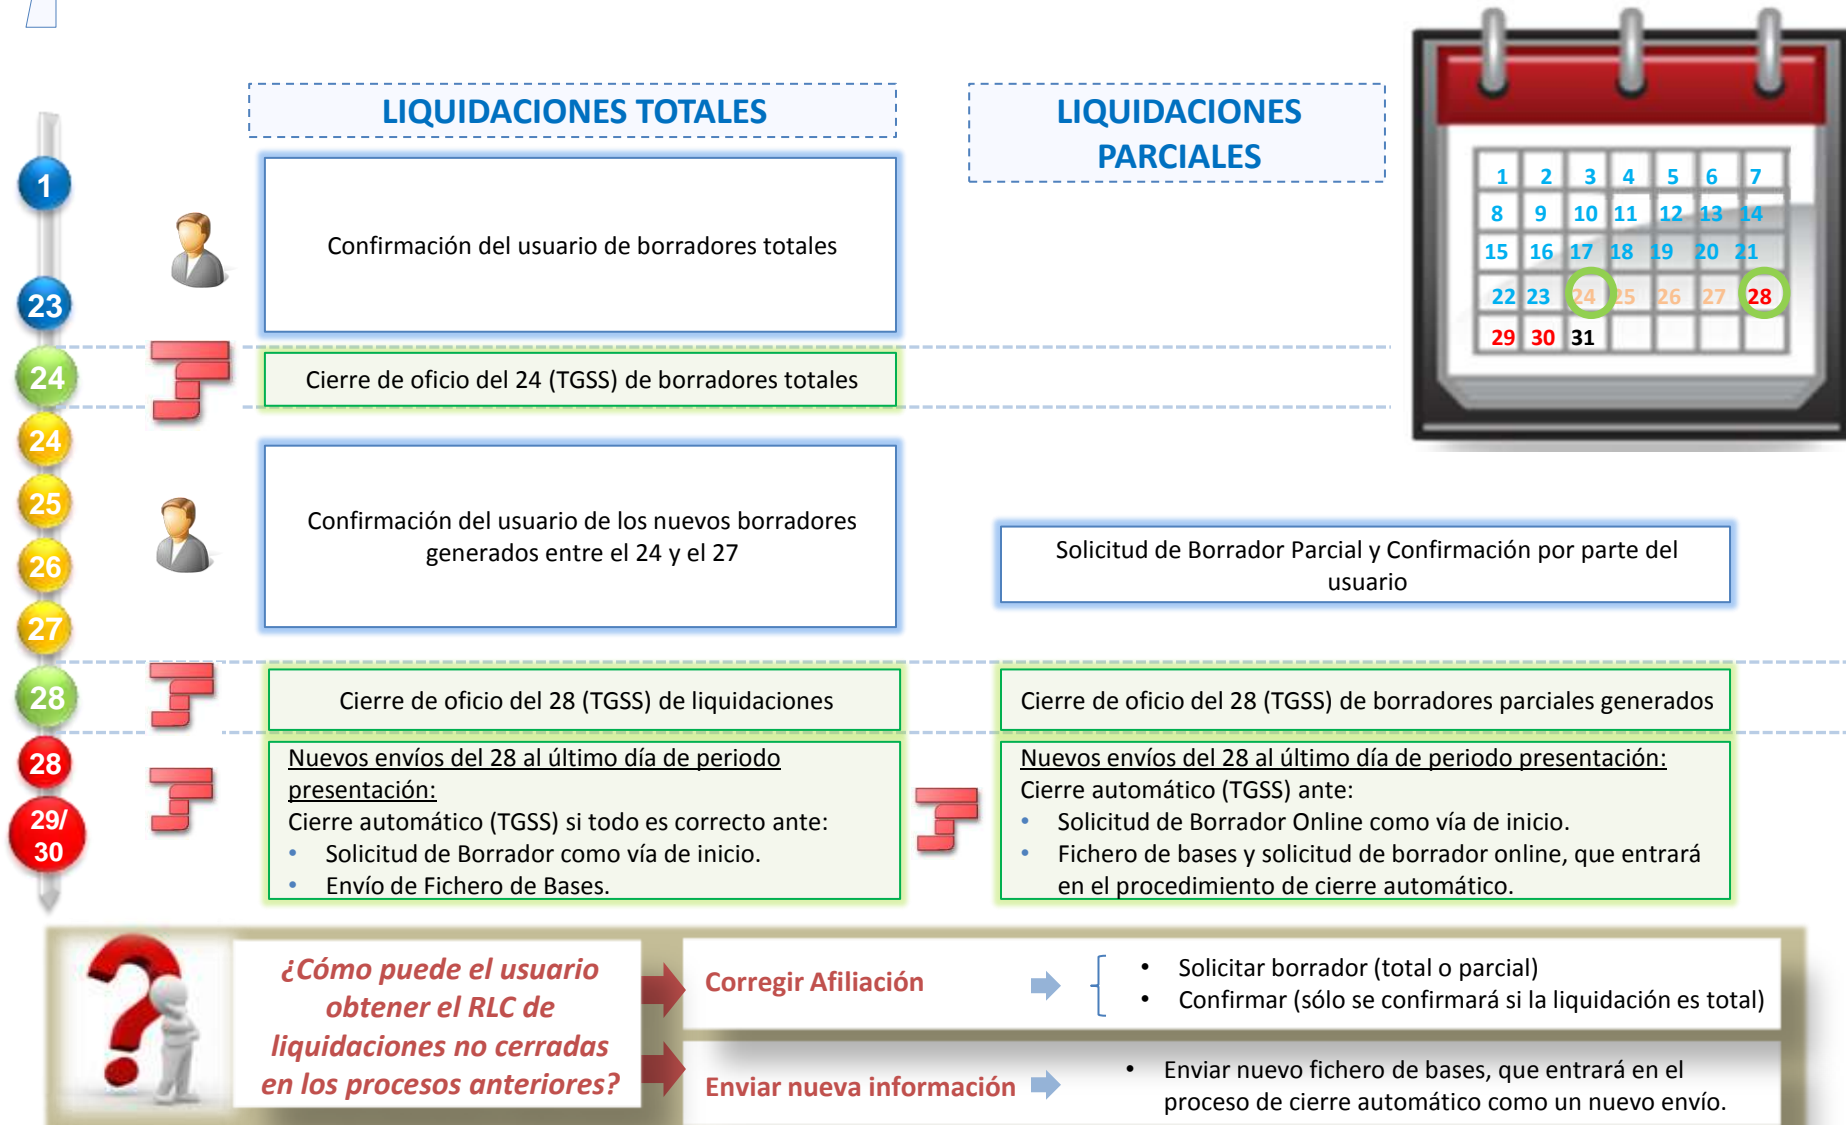 LIQUIDACIONES TOTALES
LIQUIDACIONES
PARCIALES
1 2 3 4 5 6 7
8 9 10 11 12 13 14
15 16 17 18 19 20 21
22 23 24 25 26 27 28
29 30 31
1
Confirmación del usuario de borradores totales
23
24
Cierre de oficio del 24 (TGSS) de borradores totales
24
25
26
27
Confirmación del usuario de los nuevos borradores
generados entre el 24 y el 27
Solicitud de Borrador Parcial y Confirmación por parte del
usuario
28
Cierre de oficio del 28 (TGSS) de liquidaciones
Cierre de oficio del 28 (TGSS) de borradores parciales generados
28
29/
30
Nuevos envíos del 28 al último día de periodo
presentación:
Cierre automático (TGSS) si todo es correcto ante:
• Solicitud de Borrador como vía de inicio.
• Envío de Fichero de Bases.
Nuevos envíos del 28 al último día de periodo presentación:
Cierre automático (TGSS) ante:
• Solicitud de Borrador Online como vía de inicio.
• Fichero de bases y solicitud de borrador online, que entrará
en el procedimiento de cierre automático.
¿Cómo puede el usuario
obtener el RLC de
liquidaciones no cerradas
en los procesos anteriores?
Corregir Afiliación
• Solicitar borrador (total o parcial)
• Confirmar (sólo se confirmará si la liquidación es total)
Enviar nueva información
• Enviar nuevo fichero de bases, que entrará en el
proceso de cierre automático como un nuevo envío.